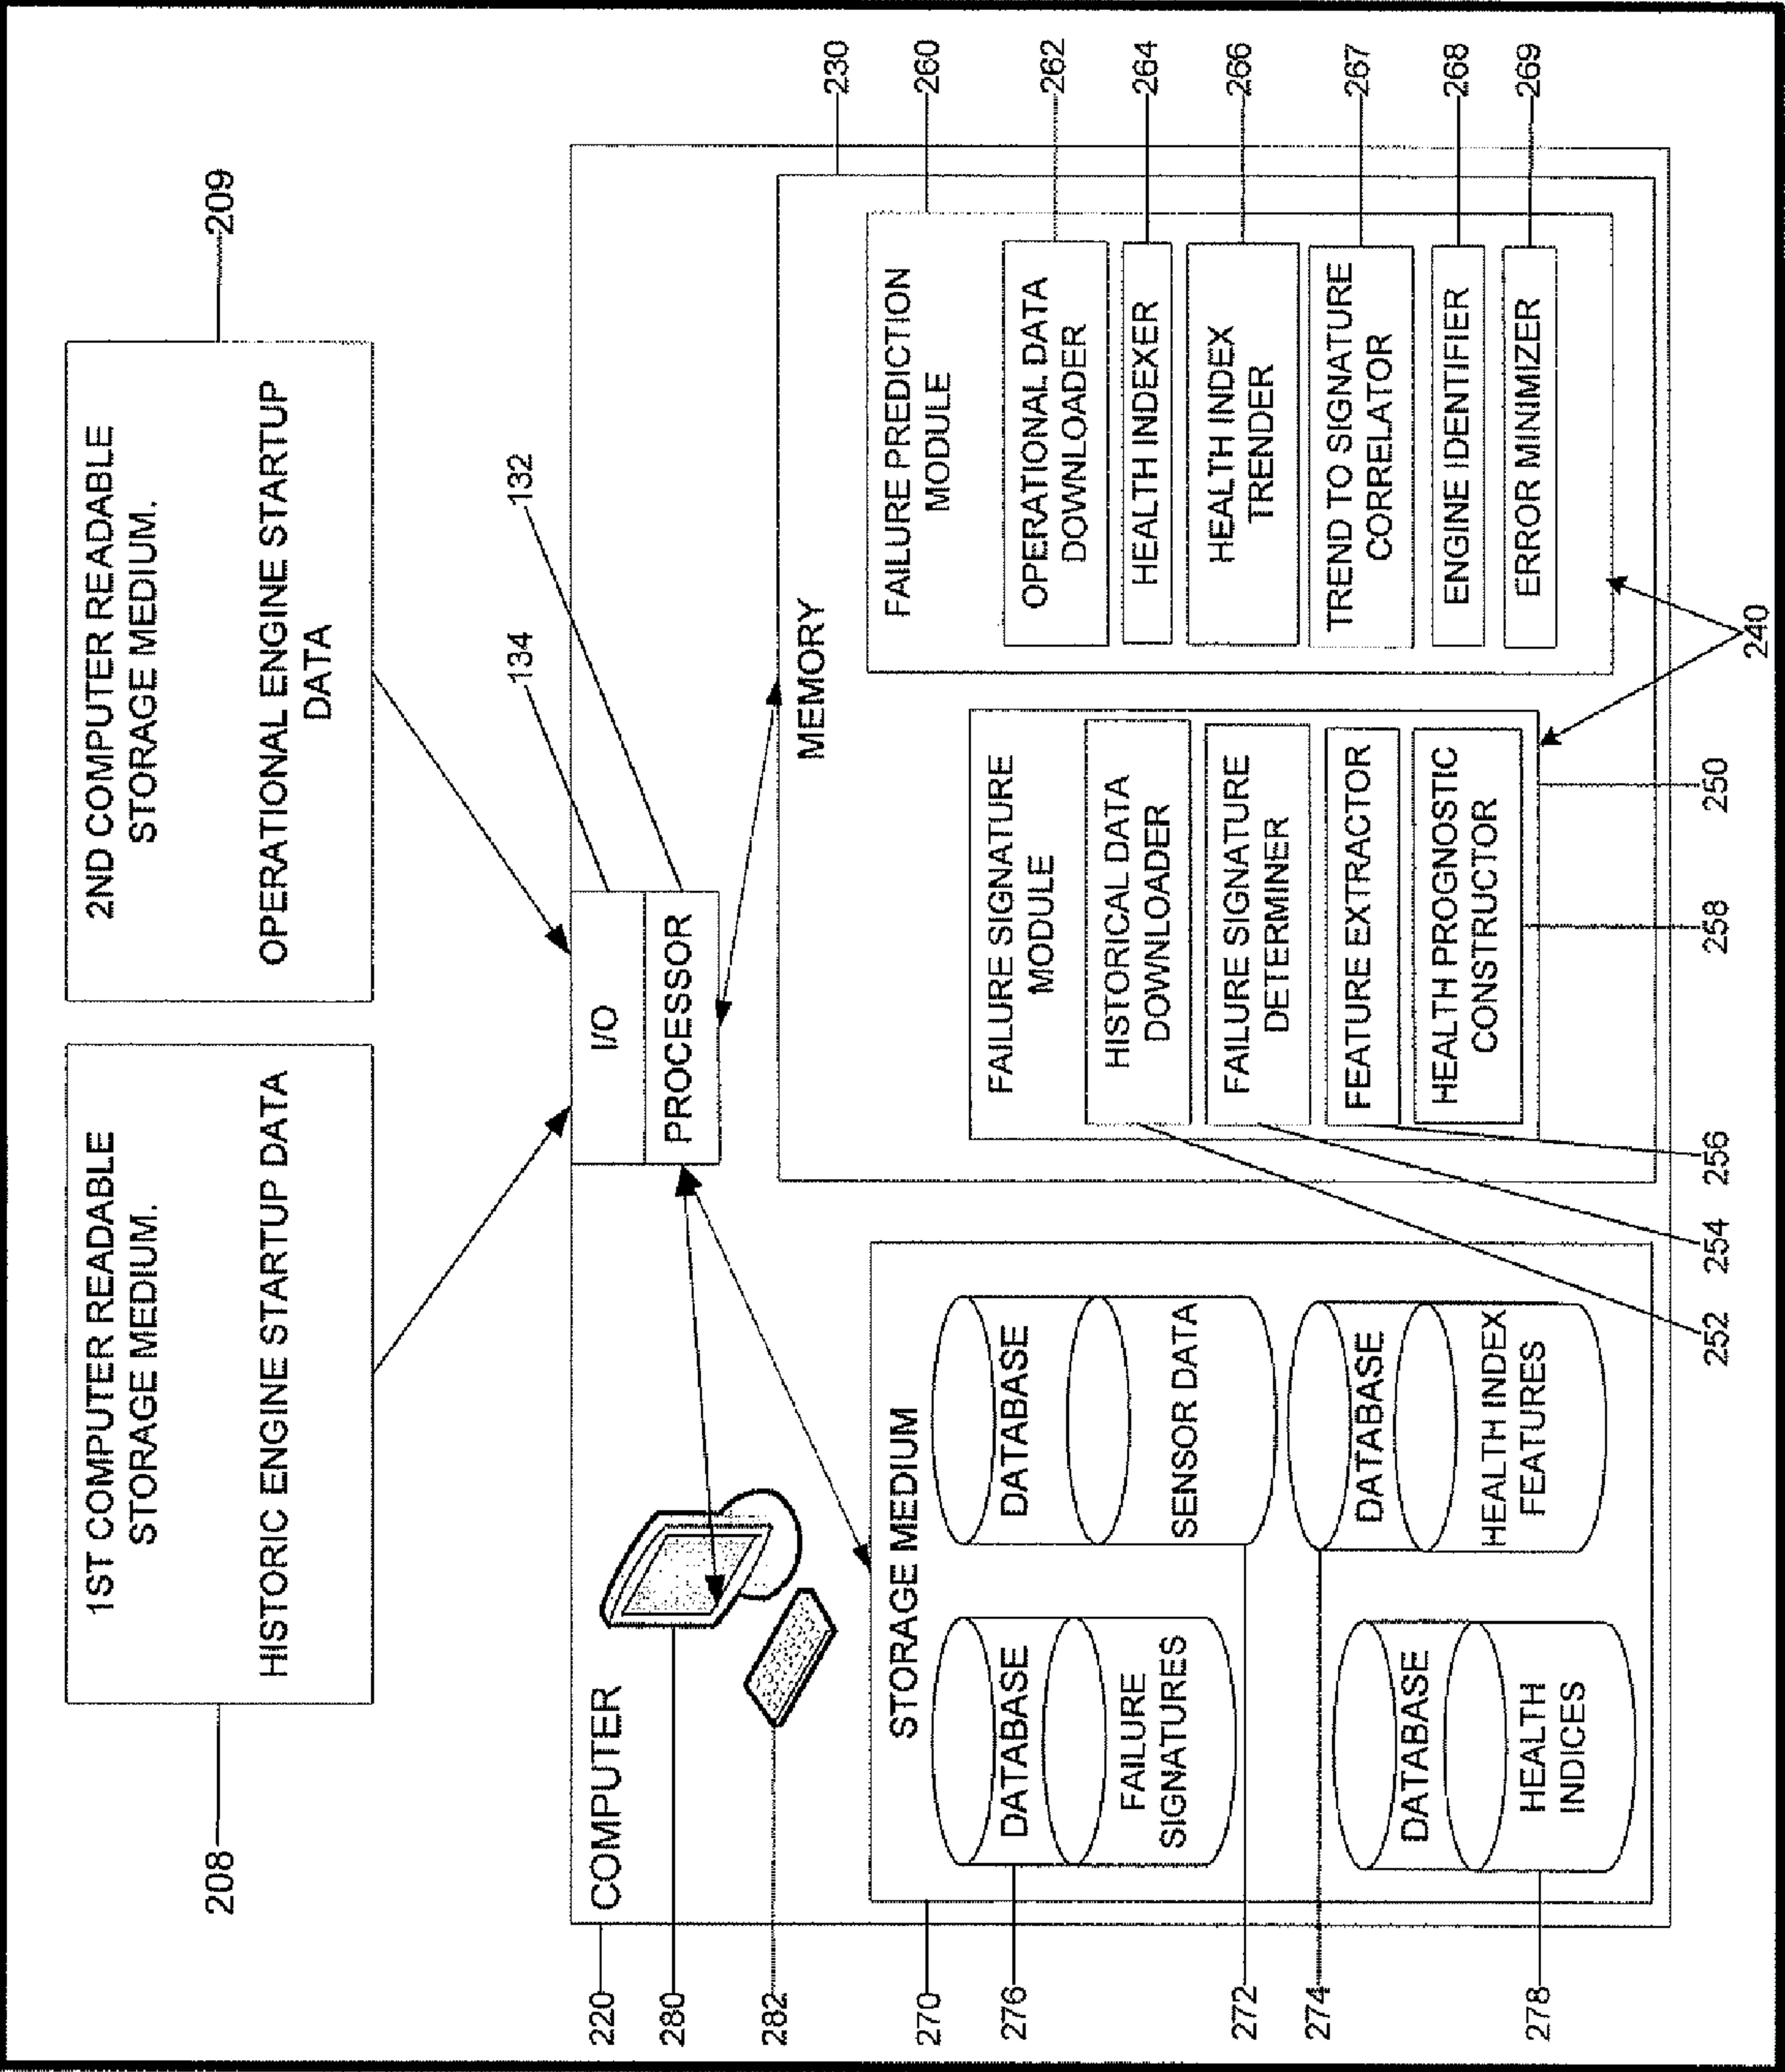 1ST COMPUTER READABLE
STORAGE MEDIUM.
HISTORIC ENGINE STARTUP DATA
208
2ND COMPUTER READABLE
STORAGE MEDIUM.
OPERATIONAL ENGINE STARTUP
DATA
209
COMPUTER
220
280
282
I/O
PROCESSOR
134
132
STORAGE MEDIUM
270
DATABASE
FAILURE
SIGNATURES
276
DATABASE
SENSOR DATA
272
DATABASE
HEALTH INDICES
278
DATABASE
HEALTH INDEX
FEATURES
274
MEMORY
230
FAILURE SIGNATURE
MODULE
HISTORICAL DATA
DOWNLOADER
FAILURE SIGNATURE
DETERMINER
FEATURE EXTRACTOR
HEALTH PROGNOSTIC
CONSTRUCTOR
252
254
256
258
250
240
FAILURE PREDICTION
MODULE
OPERATIONAL DATA
DOWNLOADER
HEALTH INDEXER
HEALTH INDEX
TRENDER
TREND TO SIGNATURE
CORRELATOR
ENGINE IDENTIFIER
ERROR MINIMIZER
260
262
264
266
267
268
269